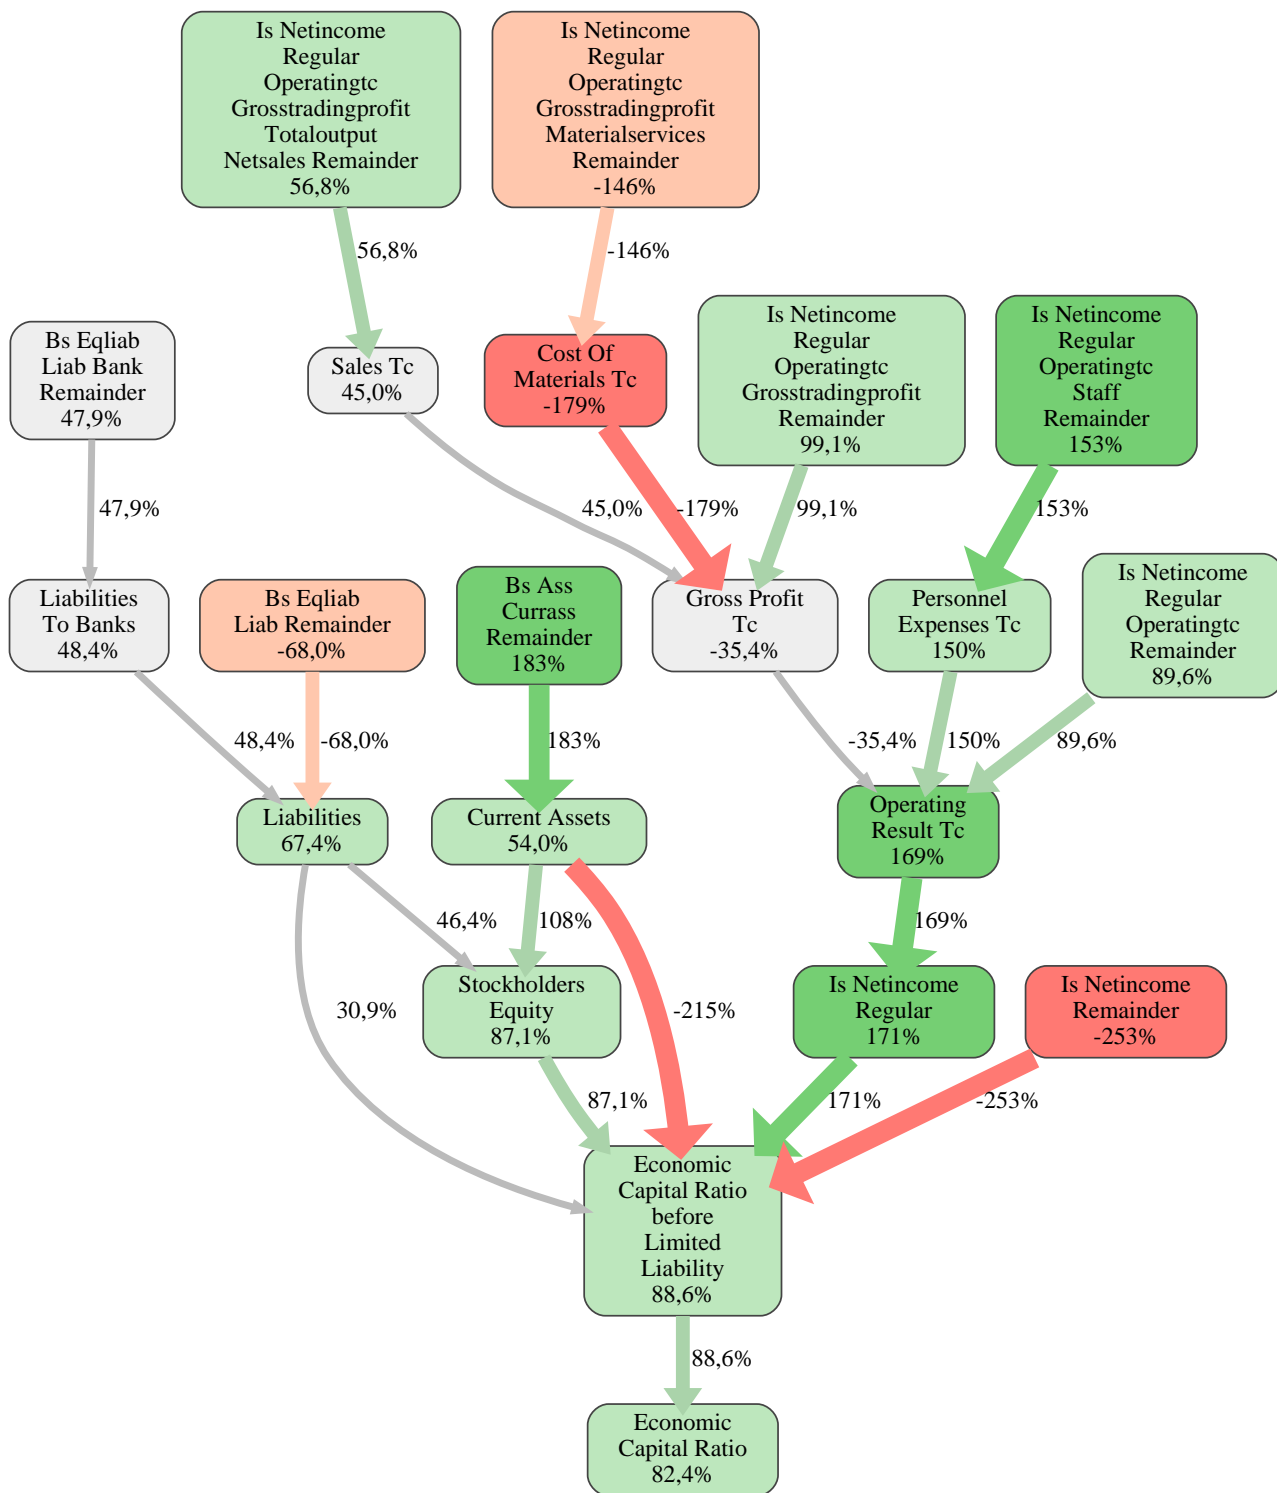 Is Netincome
Regular
Operatingtc
Grosstradingprofit
Totaloutput
Netsales Remainder
56,8%
Is Netincome
Regular
Operatingtc
Grosstradingprofit
Materialservices
Remainder
-146%
56,8%
-146%
Bs Eqliab
Liab Bank
Remainder
47,9%
Sales Tc
45,0%
Cost Of
Materials Tc
-179%
Is Netincome
Regular
Operatingtc
Grosstradingprofit
Remainder
99,1%
Is Netincome
Regular
Operatingtc
Staff
Remainder
153%
47,9%
45,0%
-179%
99,1%
153%
Liabilities
To Banks
48,4%
Bs Eqliab
Liab Remainder
-68,0%
Bs Ass
Currass
Remainder
183%
Gross Profit
Tc
-35,4%
Personnel
Expenses Tc
150%
Is Netincome
Regular
Operatingtc
Remainder
89,6%
48,4%
-68,0%
183%
-35,4%
150%
89,6%
Liabilities
67,4%
Current Assets
54,0%
Operating
Result Tc
169%
46,4%
108%
169%
Stockholders
Equity
87,1%
Is Netincome
Regular
171%
Is Netincome
Remainder
-253%
30,9%
-215%
87,1%
171%
-253%
Economic
Capital Ratio
before
Limited
Liability
88,6%
88,6%
Economic
Capital Ratio
82,4%